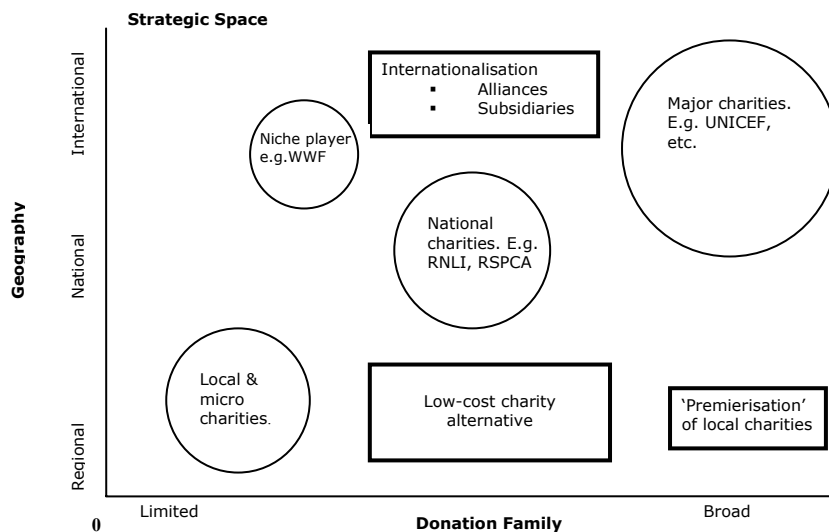 Strategic Space
International
National
Regional
Geography
Internationalisation
▪ Alliances
▪ Subsidiaries
Major charities.
E.g. UNICEF,
etc.
Niche player
e.g.WWF
National
charities. E.g.
RNLI, RSPCA
Local &
micro
charities.
Low-cost charity
alternative
‘Premierisation’
of local charities
Limited
Broad
0
Donation Family